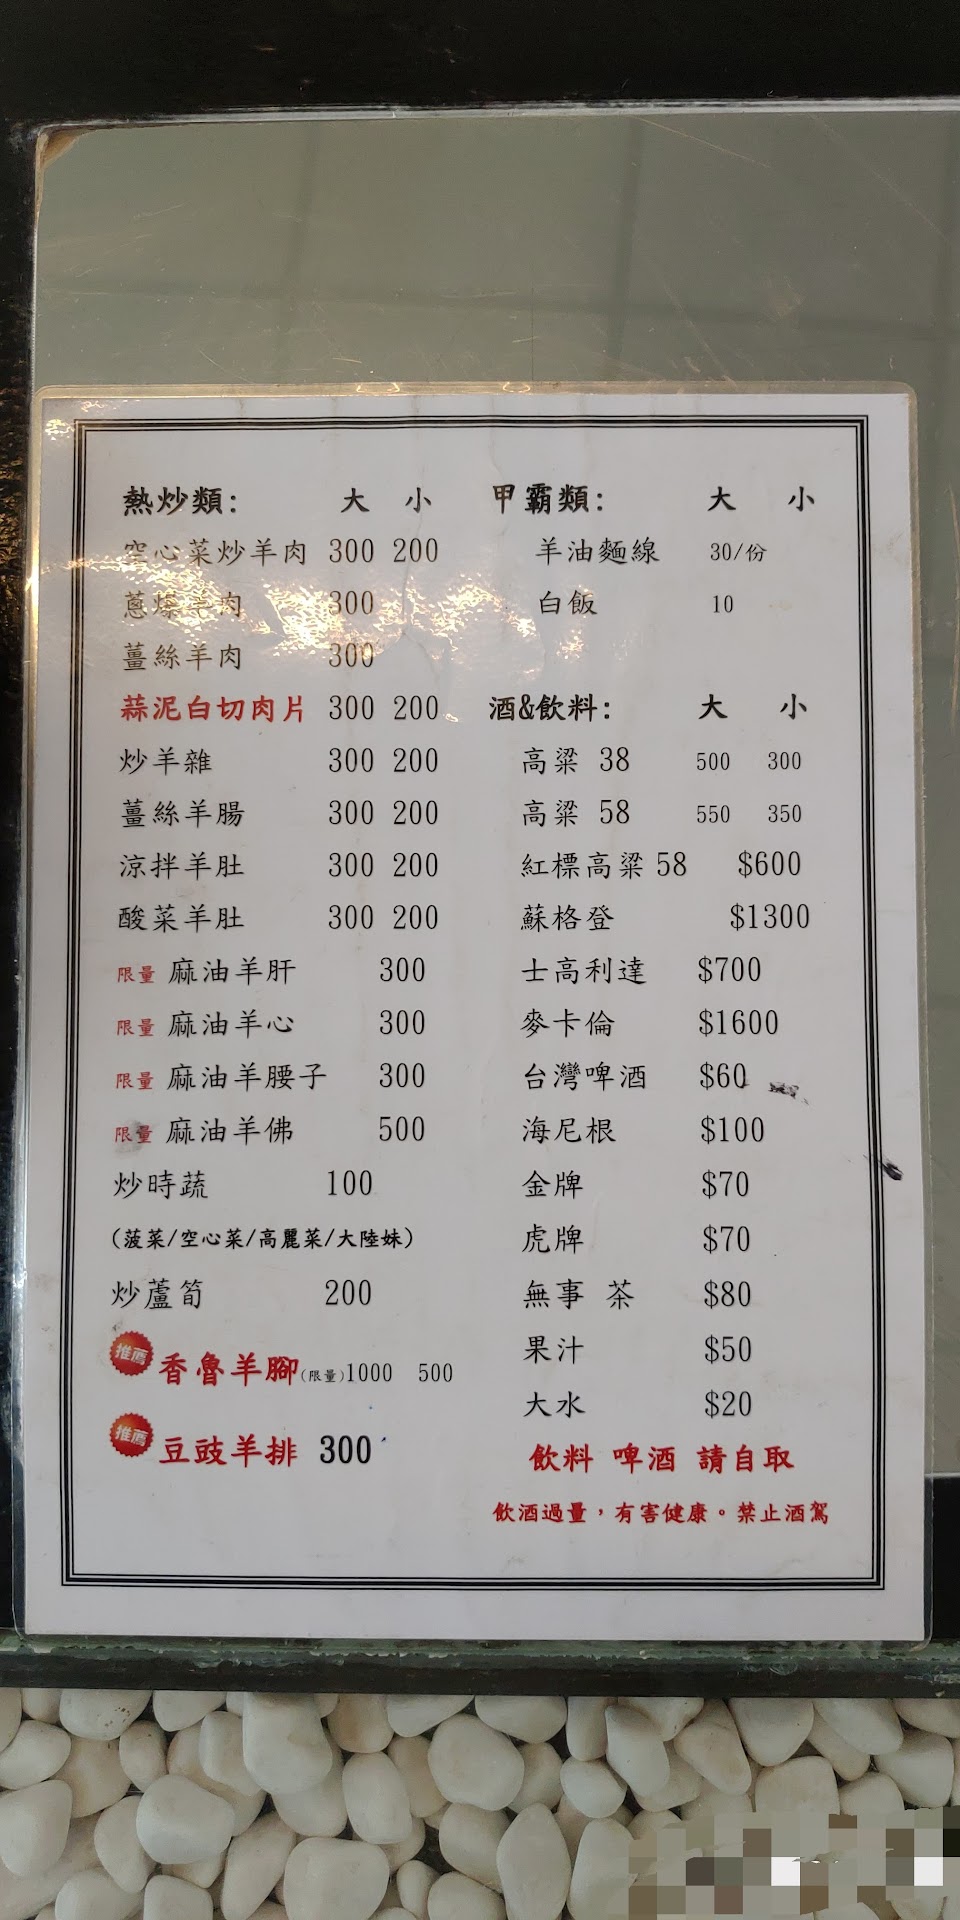 熱炒類: 大 小
空心菜炒羊肉 300 200
蔥爆羊肉 300
薑絲羊肉 300
蒜泥白切肉片 300 200
炒羊雜 300 200
薑絲羊腸 300 200
涼拌羊肚 300 200
酸菜羊肚 300 200
限量 麻油羊肝 300
限量 麻油羊心 300
限量 麻油羊腰子 300
限量 麻油羊佛 500
炒時蔬 100
(菠菜/空心菜/高麗菜/大陸妹)
炒蘆筍 200
推薦 香魯羊腳(限量)1000 500
推薦 豆豉羊排 300
甲霸類: 大 小
羊油麵線 30/份
白飯 10
酒&飲料: 大 小
高粱 38 500 300
高粱 58 550 350
紅標高粱 58 $600
蘇格登 $1300
士高利達 $700
麥卡倫 $1600
台灣啤酒 $60
海尼根 $100
金牌 $70
虎牌 $70
無事 茶 $80
果汁 $50
大水 $20
飲料 啤酒 請自取
飲酒過量，有害健康。禁止酒駕